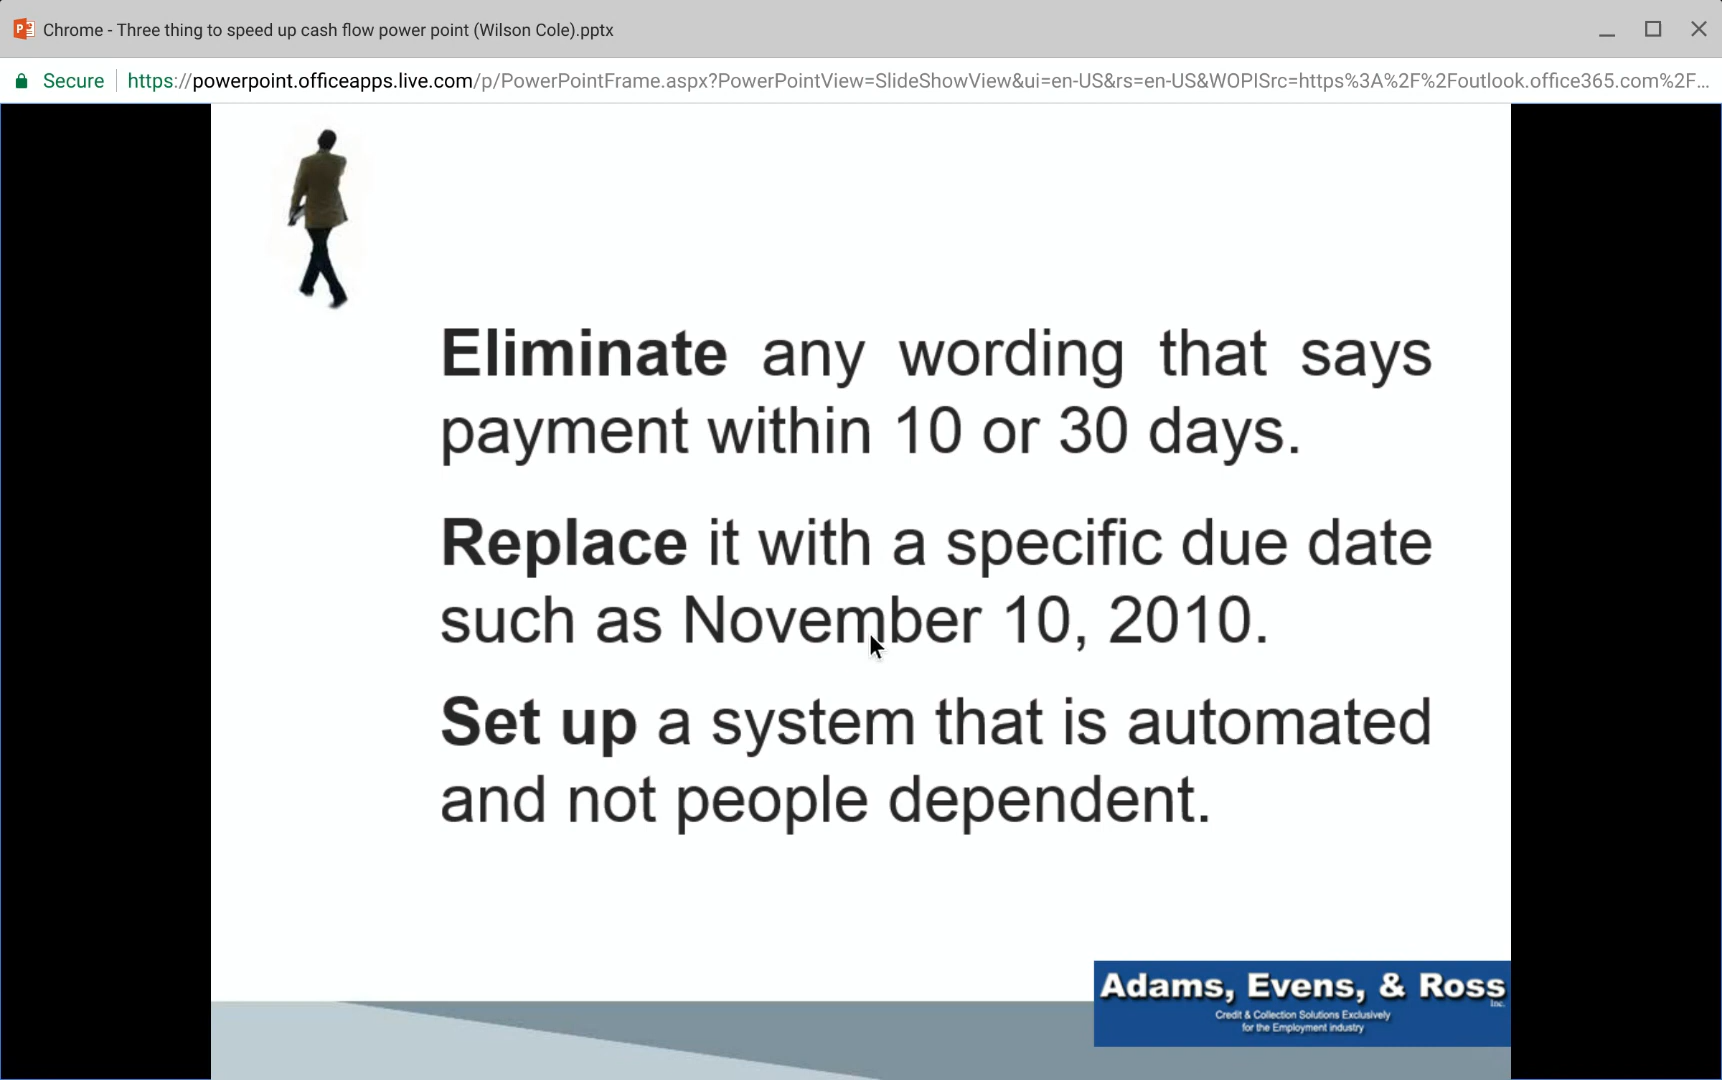 Chrome - Three thing to speed up cash flow power point (Wilson Cole).pptx
Secure https://powerpoint.officeapps.live.com/p/PowerPointFrame.aspx?PowerPointView=SlideShowView&ui=en-US&rs=en-US&WOPISrc=https%3A%2F%2Foutlook.office365.com%2F...
Eliminate any wording that says
payment within 10 or 30 days.
Replace it with a specific due date
such as November 10, 2010.
Set up a system that is automated
and not people dependent.
Adams, Evens, & Ross
Inc.
Credit & Collection Solutions Exclusively
for the Employment industry